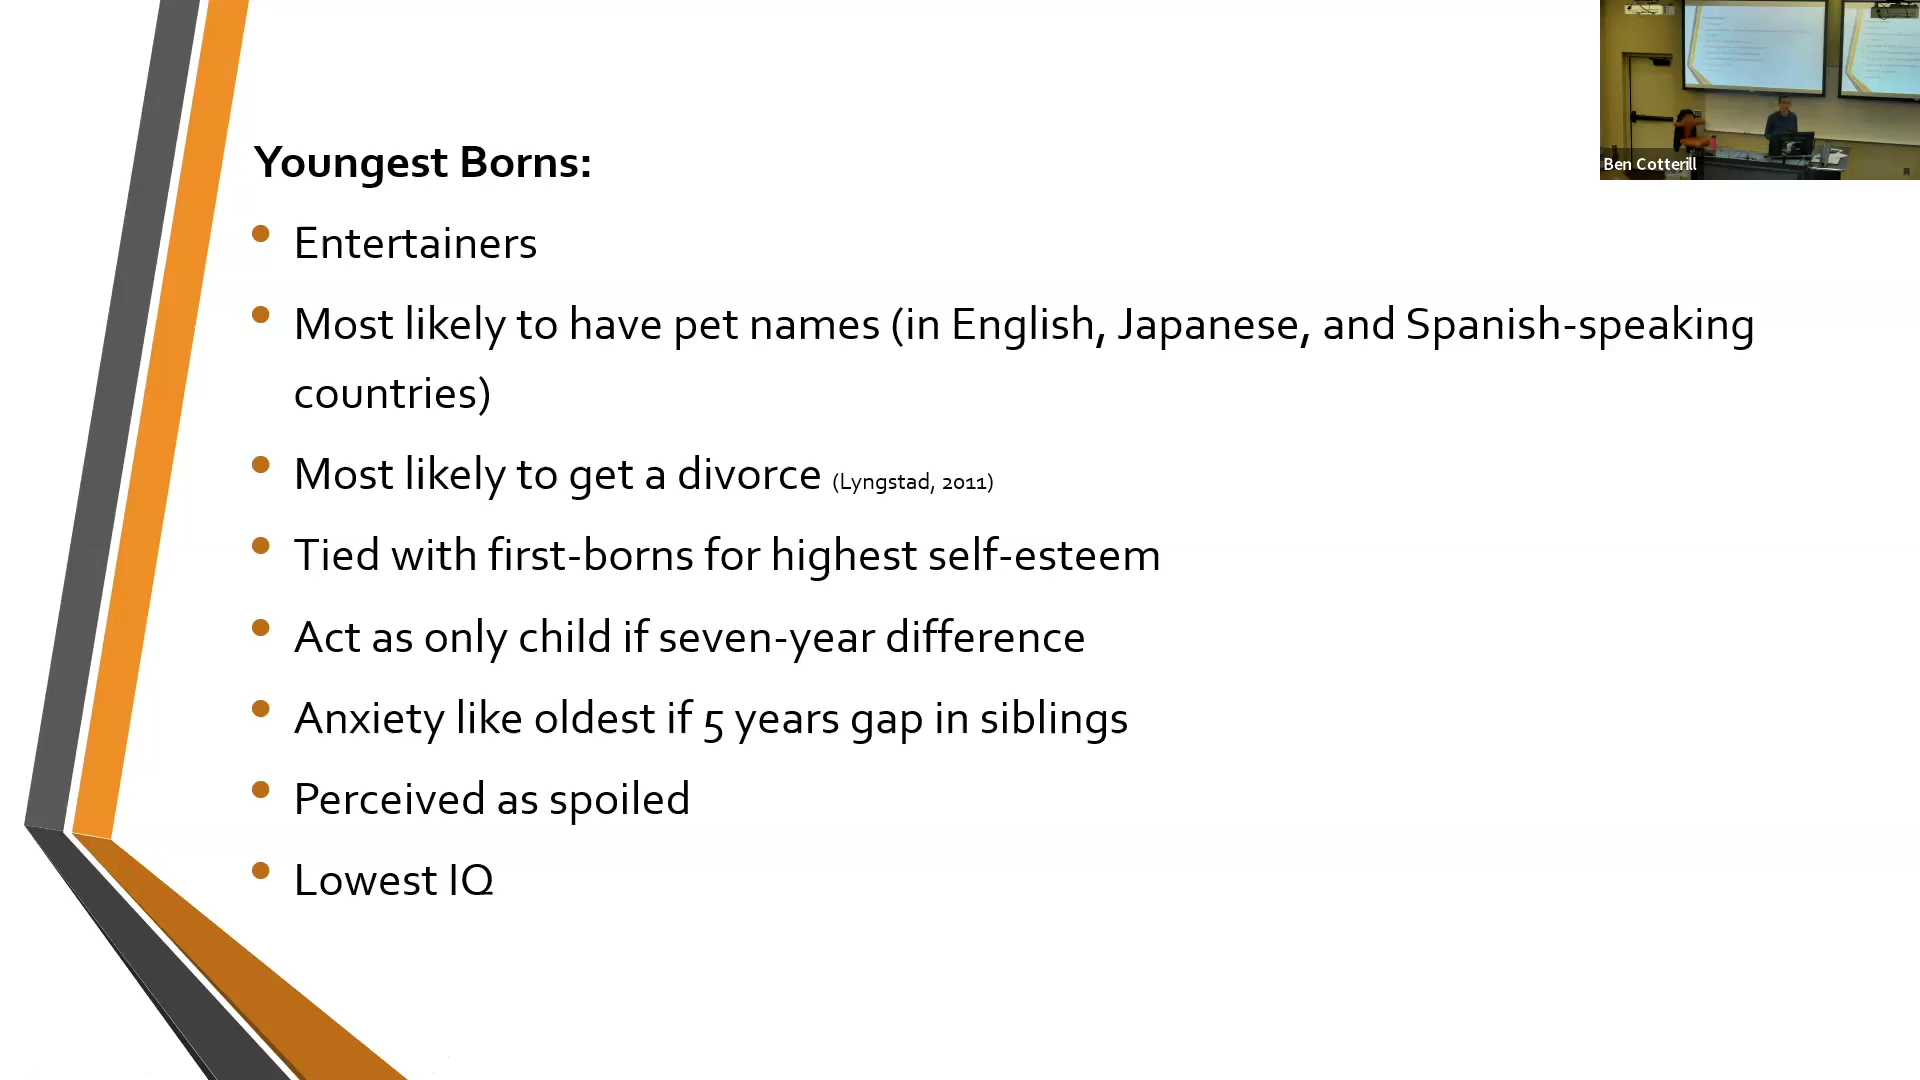 Youngest Borns:
Entertainers
Most likely to have pet names (in English, Japanese, and Spanish-speaking
countries)
Most likely to get a divorce (Lyngstad, 2011)
Tied with first-borns for highest self-esteem
Act as only child if seven-year difference
Anxiety like oldest if 5 years gap in siblings
Perceived as spoiled
Lowest IQ
Ben Cotterill